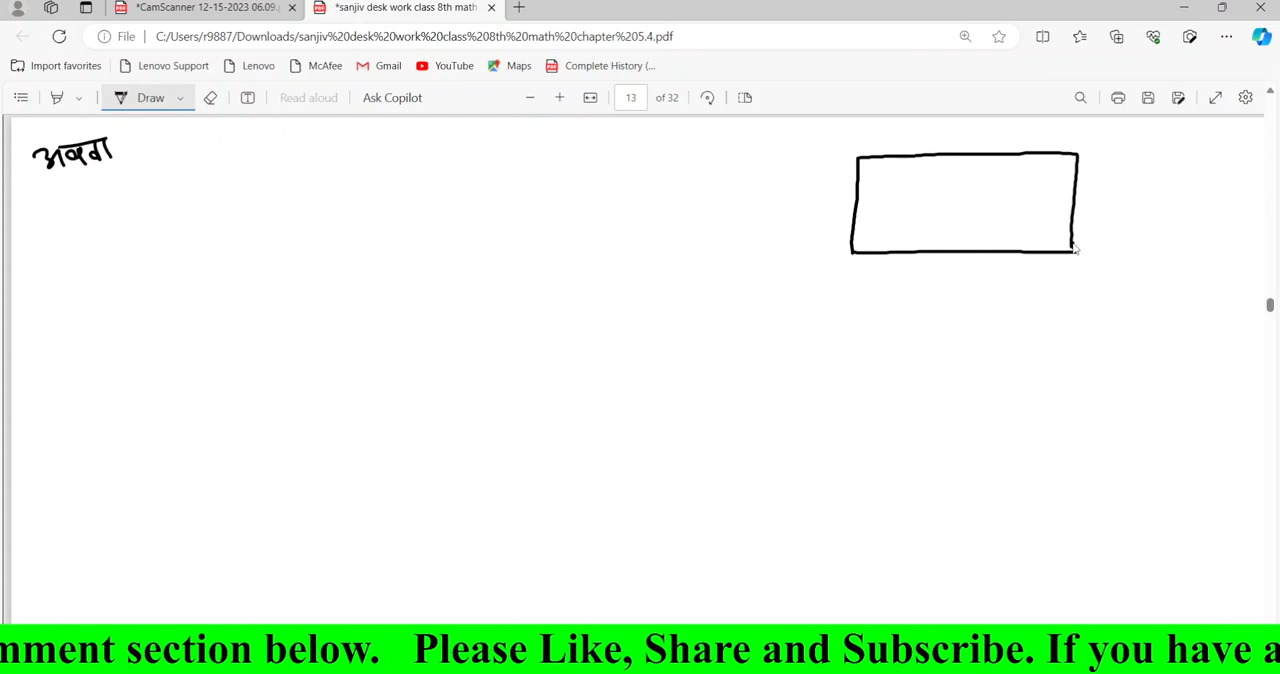 *CamScanner 12-15-2023 06.09.
*sanjiv desk work class 8th math
File C:/Users/r9887/Downloads/sanjiv%20desk%20work%20class%208th%20math%20chapter%205.4.pdf
Import favorites Lenovo Support Lenovo McAfee Gmail YouTube Maps Complete History (...
Draw Read aloud Ask Copilot 13 of 32
mment section below. Please Like, Share and Subscribe. If you have a